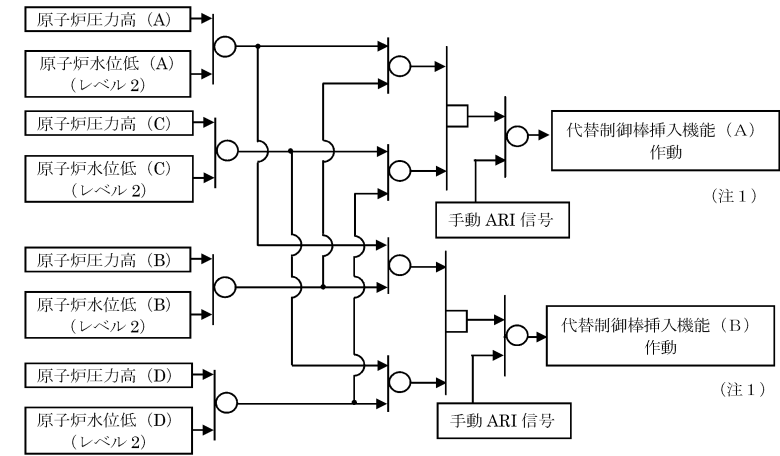 原子炉圧力高（A）
原子炉水位低（A）
（レベル2）
原子炉圧力高（C）
原子炉水位低（C）
（レベル2）
代替制御棒挿入機能（A）
作動
（注1）
手動 ARI 信号
原子炉圧力高（B）
原子炉水位低（B）
（レベル2）
代替制御棒挿入機能（B）
作動
（注1）
原子炉圧力高（D）
原子炉水位低（D）
（レベル2）
手動 ARI 信号